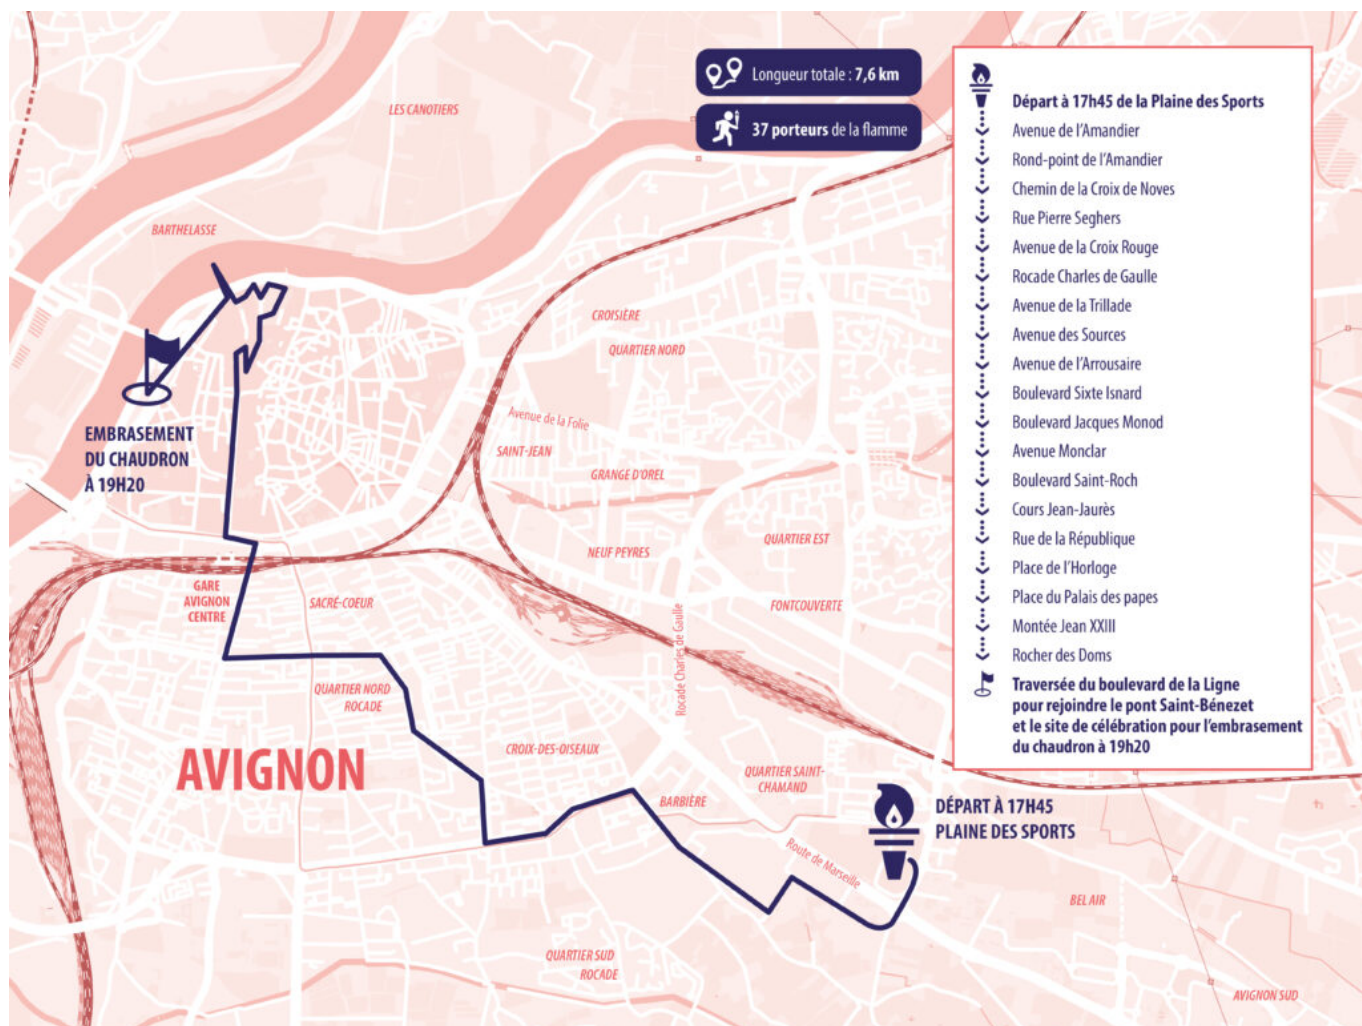 Longueur totale : 7,6 km
37 porteurs de la flamme
Départ à 17h45 de la Plaine des Sports
Avenue de l'Amandier
Rond-point de l'Amandier
Chemin de la Croix de Noves
Rue Pierre Seghers
Avenue de la Croix Rouge
Rocade Charles de Gaulle
Avenue de la Trillade
Avenue des Sources
Avenue de l'Arrousaire
Boulevard Sixte Isnard
Boulevard Jacques Monod
Avenue Monclar
Boulevard Saint-Roch
Cours Jean-Jaurès
Rue de la République
Place de l'Horloge
Place du Palais des papes
Montée Jean XXIII
Rocher des Doms
Traversée du boulevard de la Ligne
pour rejoindre le pont Saint-Bénezet
et le site de célébration pour l'embrasement
du chaudron à 19h20
LES CANOTIERS
BARTHELASSE
CROISIÈRE
QUARTIER NORD
Avenue de la Folie
SAINT-JEAN
GRANGE D'OREL
EMBRASEMENT
DU CHAUDRON
À 19H20
NEUF PEYRES
QUARTIER EST
GARE
AVIGNON
CENTRE
SACRÉ-COEUR
FONTCOUVERTE
Rocade Charles de Gaulle
QUARTIER NORD
ROCADE
AVIGNON
CROIX-DES-OISEAUX
BARBIÈRE
QUARTIER SAINT-
CHAMAND
DÉPART À 17H45
PLAINE DES SPORTS
Route de Marseille
BEL AIR
QUARTIER SUD
ROCADE
AVIGNON SUD